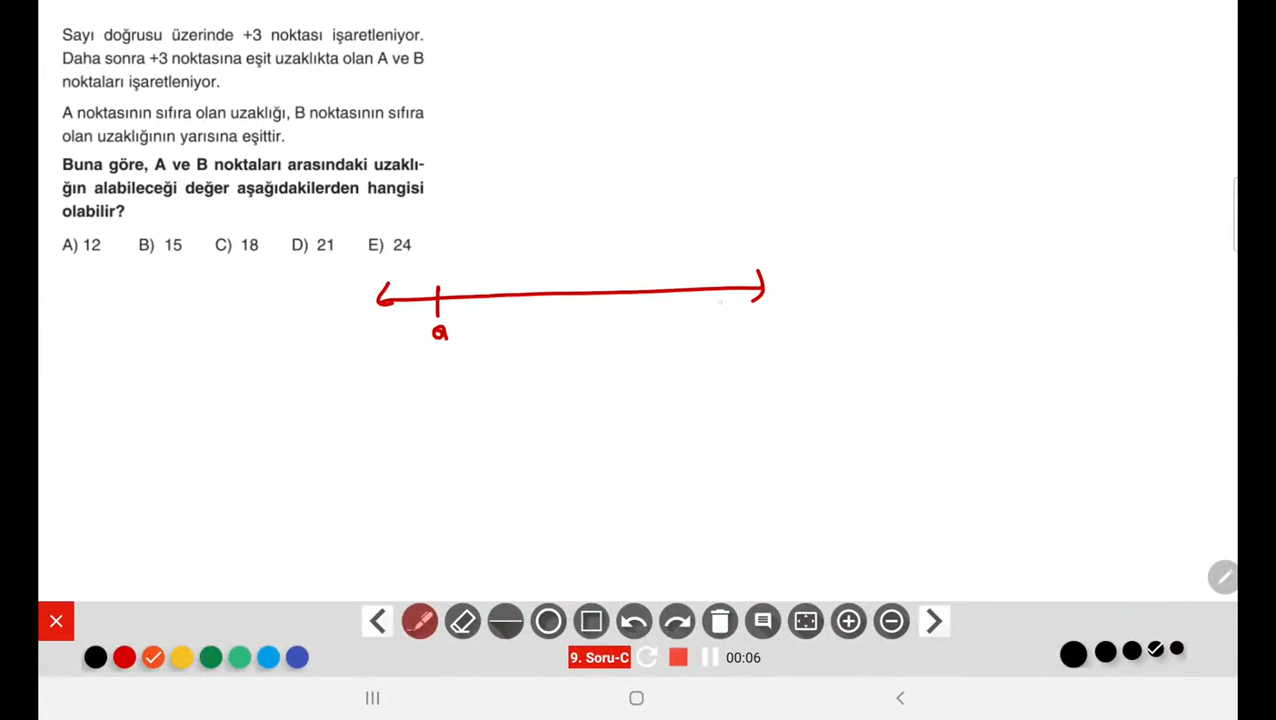 Sayı doğrusu üzerinde +3 noktası işaretleniyor.
Daha sonra +3 noktasına eşit uzaklıkta olan A ve B
noktaları işaretleniyor.
A noktasının sıfıra olan uzaklığı, B noktasının sıfıra
olan uzaklığının yarısına eşittir.
Buna göre, A ve B noktaları arasındaki uzaklı-
ğın alabileceği değer aşağıdakilerden hangisi
olabilir?
A) 12 B) 15 C) 18 D) 21 E) 24
a
9. Soru-C 00:06